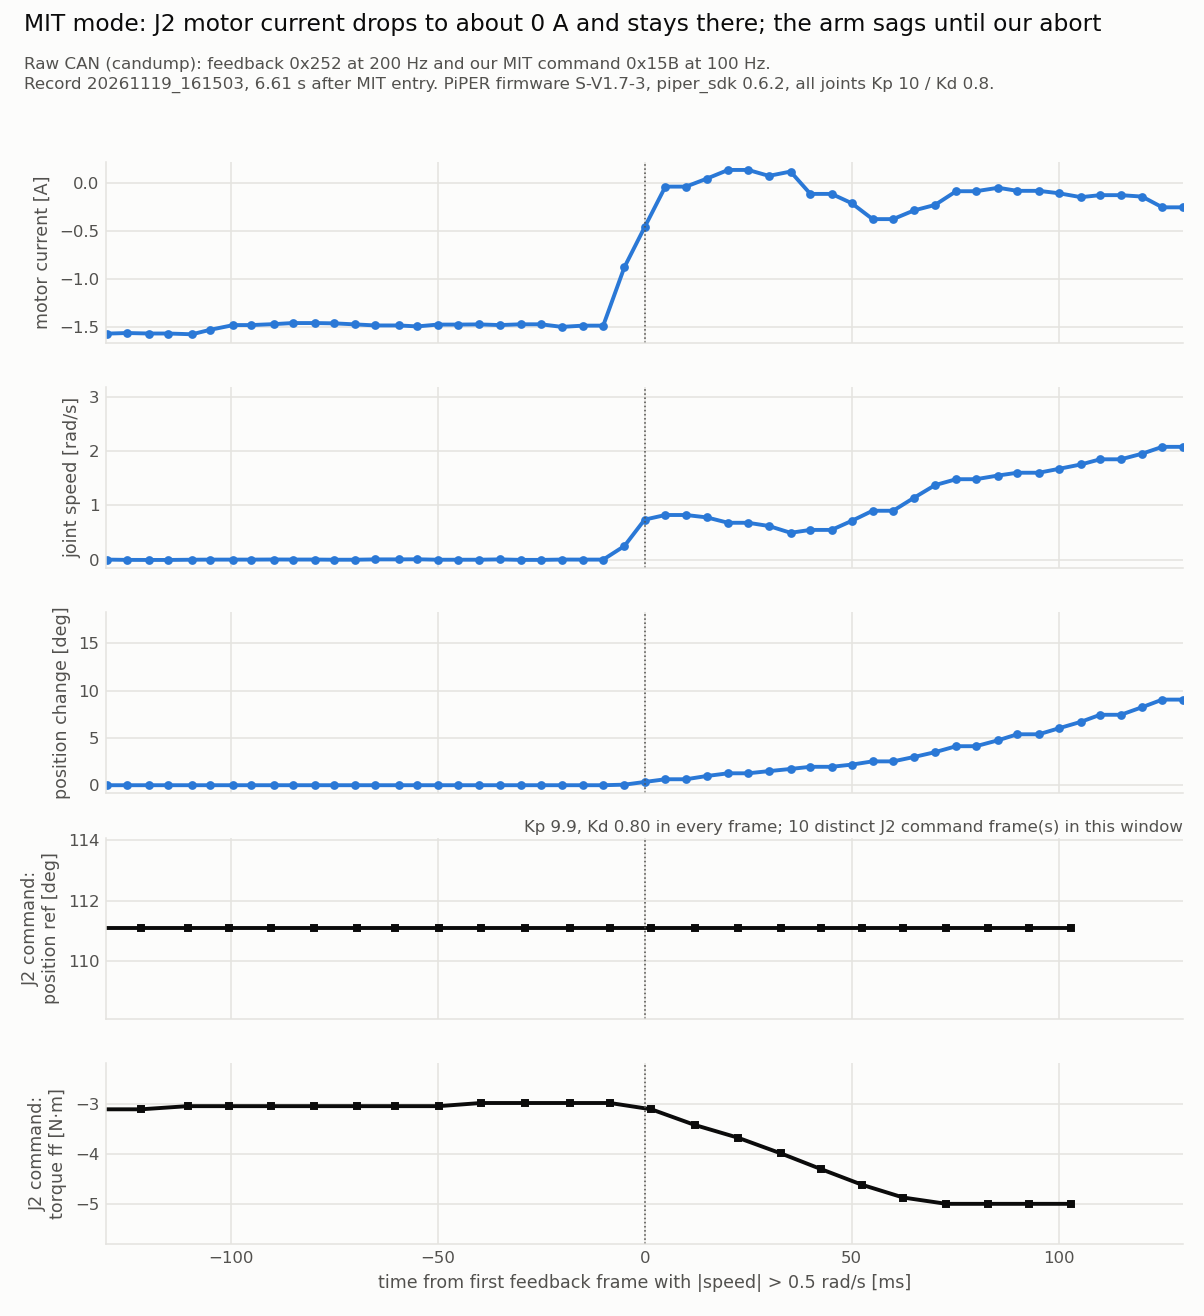 MIT mode: J2 motor current drops to about 0 A and stays there; the arm sags until our abort
Raw CAN (candump): feedback 0x252 at 200 Hz and our MIT command 0x15B at 100 Hz.
Record 20261119_161503, 6.61 s after MIT entry. PiPER firmware S-V1.7-3, piper_sdk 0.6.2, all joints Kp 10 / Kd 0.8.
motor current [A]
0.0
−0.5
−1.0
−1.5
joint speed [rad/s]
3
2
1
0
position change [deg]
15
10
5
0
Kp 9.9, Kd 0.80 in every frame; 10 distinct J2 command frame(s) in this window
J2 command:
position ref [deg]
114
112
110
J2 command:
torque ff [N·m]
−3
−4
−5
−100
−50
0
50
100
time from first feedback frame with |speed| > 0.5 rad/s [ms]